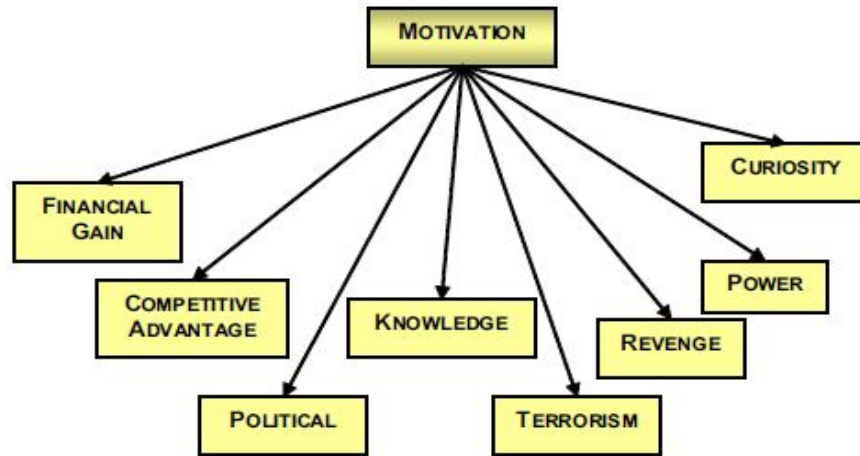 MOTIVATION
CURIOSITY
FINANCIAL
GAIN
POWER
COMPETITIVE
ADVANTAGE
KNOWLEDGE
REVENGE
POLITICAL
TERRORISM